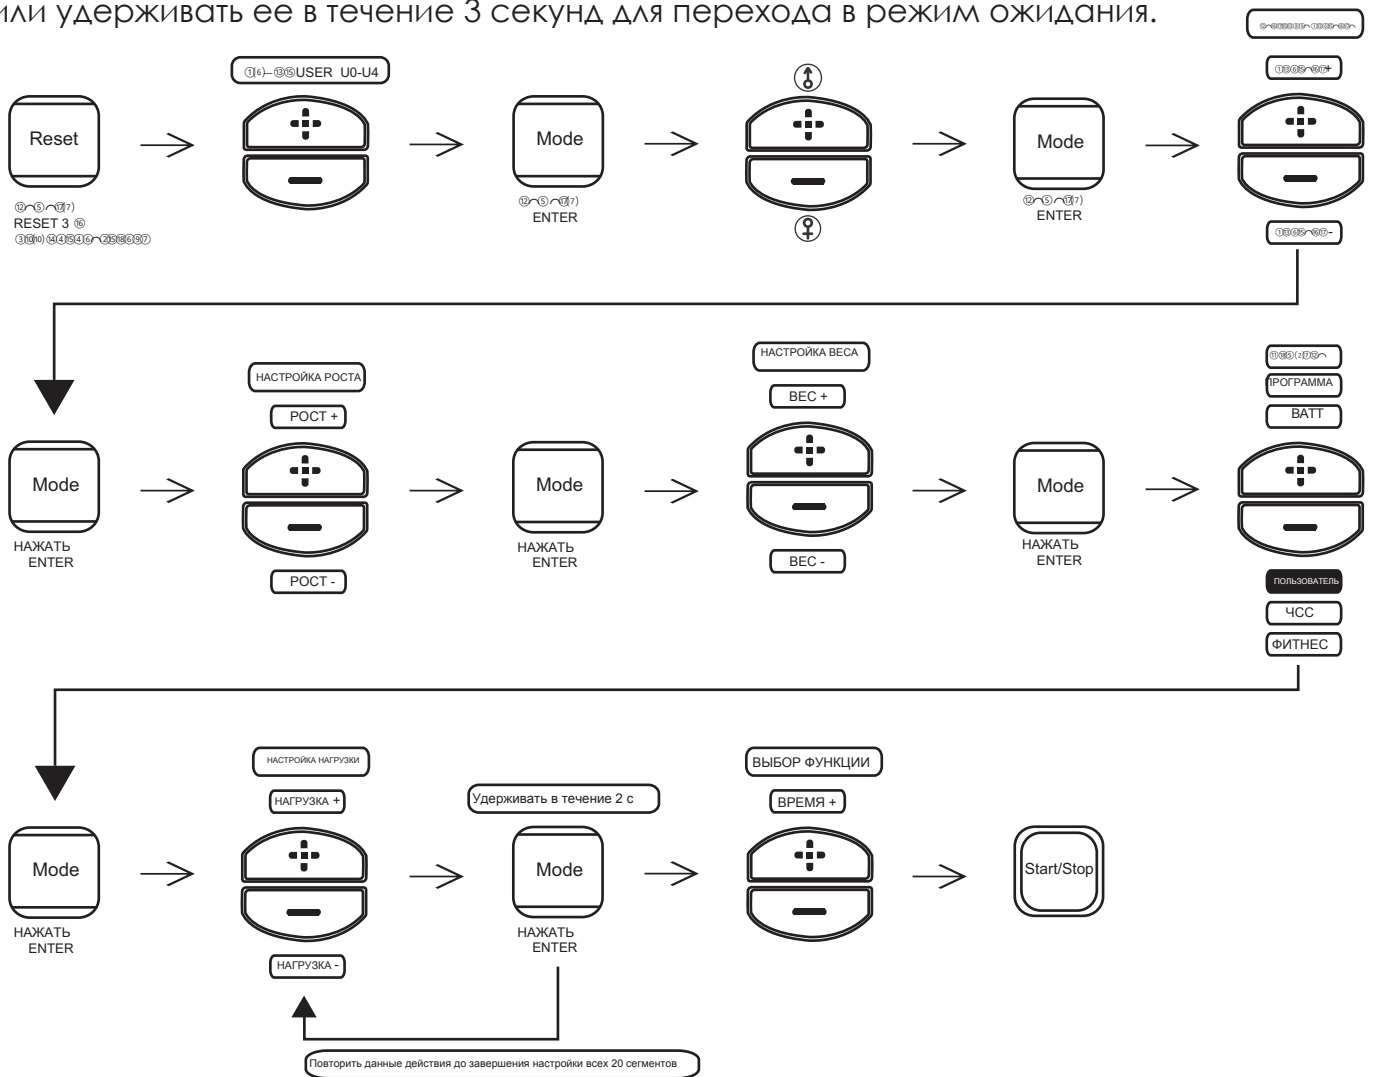 или удерживать ее в течение 3 секунд для перехода в режим ожидания.
USER U0-U4
Reset
Mode
Mode
RESET 3
ENTER
ENTER
НАСТРОЙКА РОСТА
РОСТ +
НАСТРОЙКА ВЕСА
ВЕС +
ПРОГРАММА
ВАТТ
Mode
Mode
Mode
НАЖАТЬ
ENTER
НАЖАТЬ
ENTER
НАЖАТЬ
ENTER
РОСТ -
ВЕС -
ПОЛЬЗОВАТЕЛЬ
ЧСС
ФИТНЕС
НАСТРОЙКА НАГРУЗКИ
НАГРУЗКА +
Удерживать в течение 2 с
ВЫБОР ФУНКЦИИ
ВРЕМЯ +
Mode
Mode
Start/Stop
НАЖАТЬ
ENTER
НАЖАТЬ
ENTER
НАГРУЗКА -
Повторить данные действия до завершения настройки всех 20 сегментов